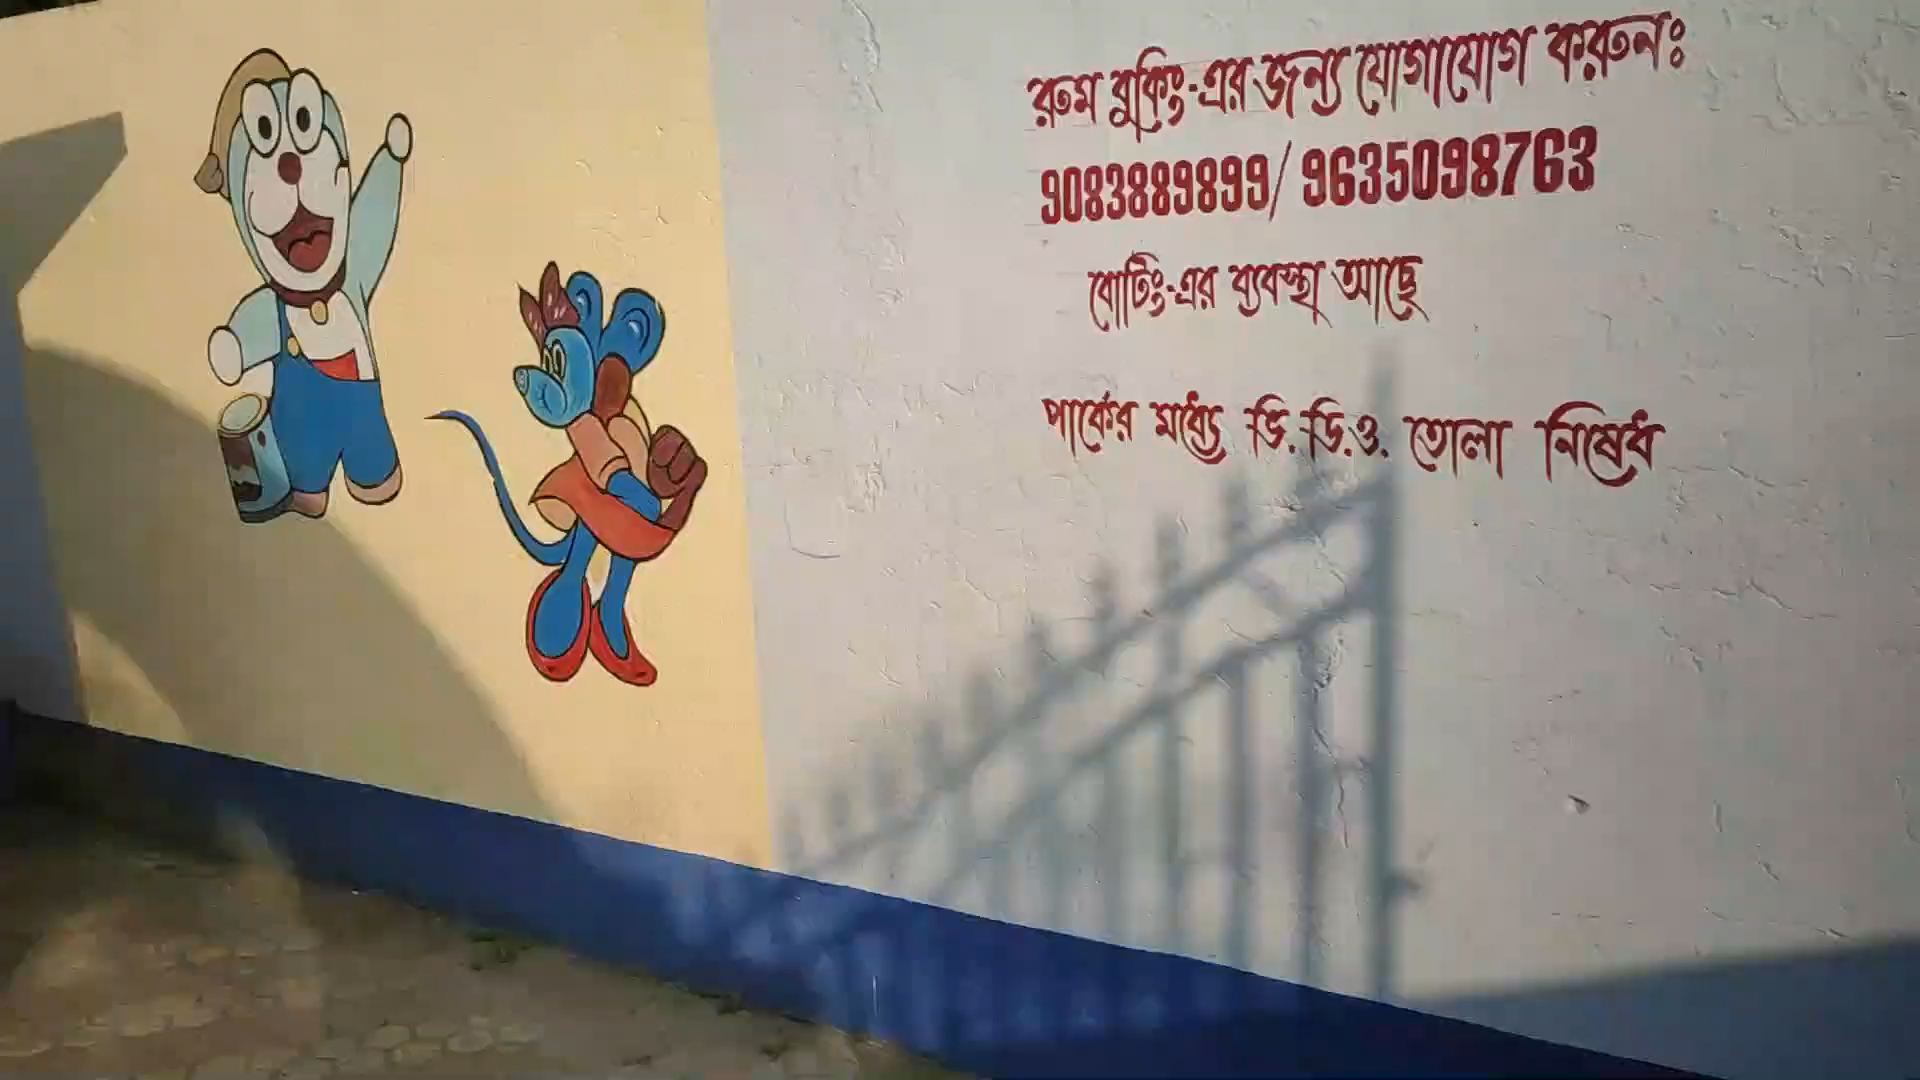 রুম বুকিং-এর জন্য যোগাযোগ করুনঃ
9083889899/ 9635098763
বোটিং-এর ব্যবস্থা আছে
পার্কের মধ্যে ভি.ডি.ও. তোলা নিষেধ